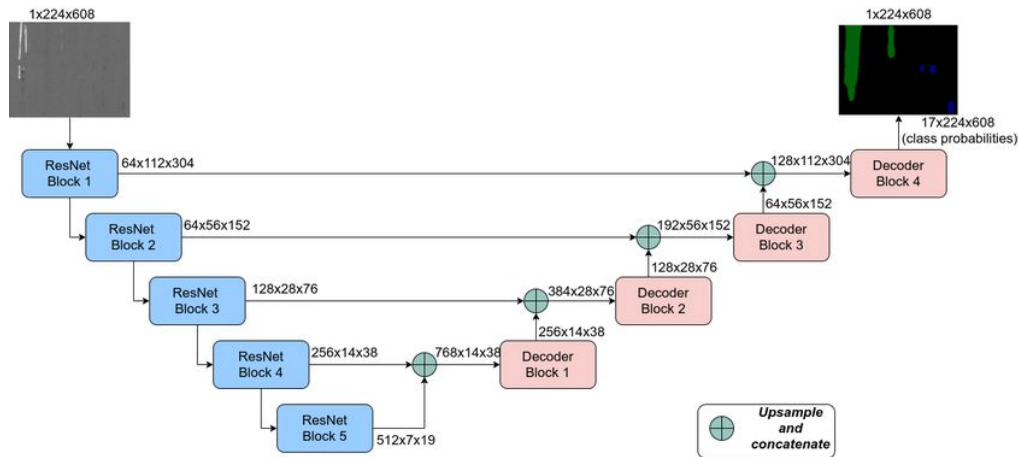 1x224x608
1x224x608
17x224x608
(class probabilities)
ResNet
Block 1
64x112x304
128x112x304
Decoder
Block 4
ResNet
Block 2
64x56x152
192x56x152
64x56x152
Decoder
Block 3
ResNet
Block 3
128x28x76
384x28x76
128x28x76
Decoder
Block 2
ResNet
Block 4
256x14x38
768x14x38
256x14x38
Decoder
Block 1
ResNet
Block 5
512x7x19
Upsample
and
concatenate